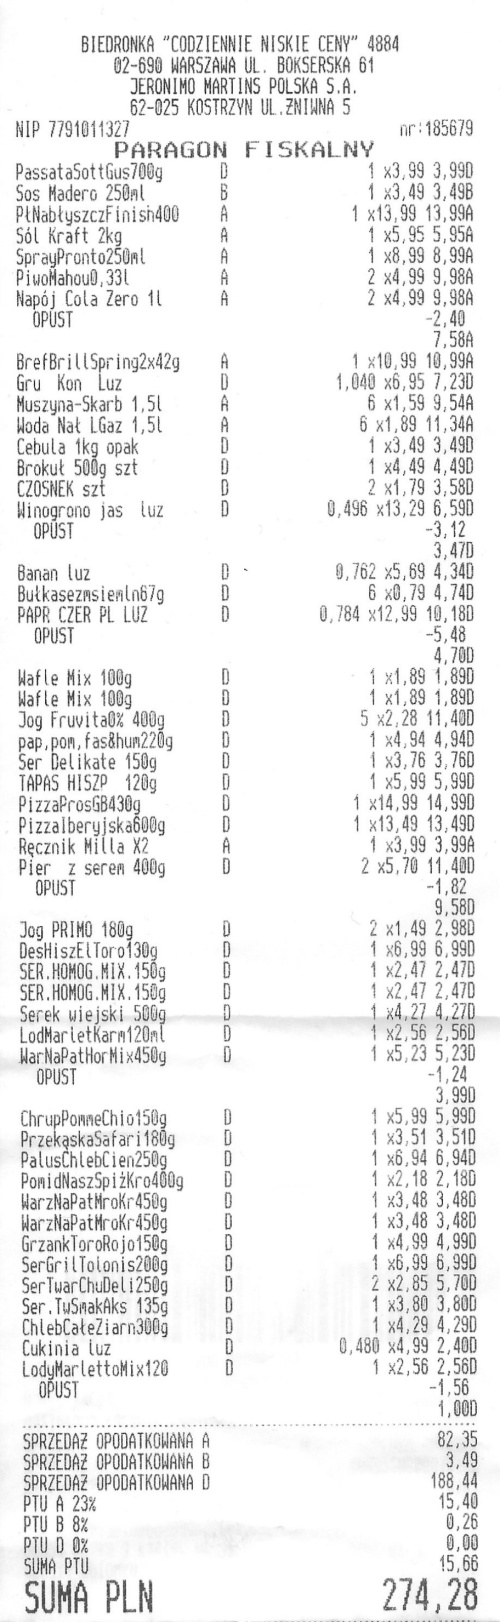 BIEDRONKA "CODZIENNIE NISKIE CENY" 4884
02-690 WARSZAWA UL. BOKSERSKA 61
JERONIMO MARTINS POLSKA S.A.
62-025 KOSTRZYN UL.ŻNIWNA 5
NIP 7791011327 nr:185679
PARAGON FISKALNY
PassataSottGus700g D 1 x3,99 3,99D
Sos Madero 250ml B 1 x3,49 3,49B
PłNabłyszczFinish400 A 1 x13,99 13,99A
Sól Kraft 2kg A 1 x5,95 5,95A
SprayPronto250ml A 1 x8,99 8,99A
PiwoMahou0,33l A 2 x4,99 9,98A
Napój Cola Zero 1l A 2 x4,99 9,98A
OPUST -2,40
7,58A
BrefBrillSpring2x42g A 1 x10,99 10,99A
Gru Kon Luz D 1,040 x6,95 7,23D
Muszyna-Skarb 1,5l A 6 x1,59 9,54A
Woda Nat LGaz 1,5l A 6 x1,89 11,34A
Cebula 1kg opak D 1 x3,49 3,49D
Brokuł 500g szt D 1 x4,49 4,49D
CZOSNEK szt D 2 x1,79 3,58D
Winogrono jas luz D 0,496 x13,29 6,59D
OPUST -3,12
3,47D
Banan luz D 0,762 x5,69 4,34D
Bułkasezmsiemln67g D 6 x0,79 4,74D
PAPR CZER PL LUZ D 0,784 x12,99 10,18D
OPUST -5,48
4,70D
Wafle Mix 100g D 1 x1,89 1,89D
Wafle Mix 100g D 1 x1,89 1,89D
Jog Fruvita0% 400g D 5 x2,28 11,40D
pap,pom,fas&hum220g D 1 x4,94 4,94D
Ser Delikate 150g D 1 x3,76 3,76D
TAPAS HISZP 120g D 1 x5,99 5,99D
PizzaProsGB430g D 1 x14,99 14,99D
PizzaIberyjska600g D 1 x13,49 13,49D
Ręcznik Milla X2 A 1 x3,99 3,99A
Pier z serem 400g D 2 x5,70 11,40D
OPUST -1,82
9,58D
Jog PRIMO 180g D 2 x1,49 2,98D
DesHiszElToro130g D 1 x6,99 6,99D
SER.HOMOG.MIX.150g D 1 x2,47 2,47D
SER.HOMOG.MIX.150g D 1 x2,47 2,47D
Serek wiejski 500g D 1 x4,27 4,27D
LodMarletKarm120ml D 1 x2,56 2,56D
WarNaPatHorMix450g D 1 x5,23 5,23D
OPUST -1,24
3,99D
ChrupPommeChio150g D 1 x5,99 5,99D
PrzekąskaSafari180g D 1 x3,51 3,51D
PalusChlebCien250g D 1 x6,94 6,94D
PomidNaszSpiżKro400g D 1 x2,18 2,18D
WarzNaPatMroKr450g D 1 x3,48 3,48D
WarzNaPatMroKr450g D 1 x3,48 3,48D
GrzankToroRojo150g D 1 x4,99 4,99D
SerGrilTolonis200g D 1 x6,99 6,99D
SerTwarChuDeli250g D 2 x2,85 5,70D
Ser.TwSmakAks 135g D 1 x3,80 3,80D
ChlebCałeZiarn300g D 1 x4,29 4,29D
Cukinia luz D 0,480 x4,99 2,40D
LodyMarlettoMix120 D 1 x2,56 2,56D
OPUST -1,56
1,00D
SPRZEDAŻ OPODATKOWANA A 82,35
SPRZEDAŻ OPODATKOWANA B 3,49
SPRZEDAŻ OPODATKOWANA D 188,44
PTU A 23% 15,40
PTU B 8% 0,26
PTU D 0% 0,00
SUMA PTU 15,66
SUMA PLN 274,28